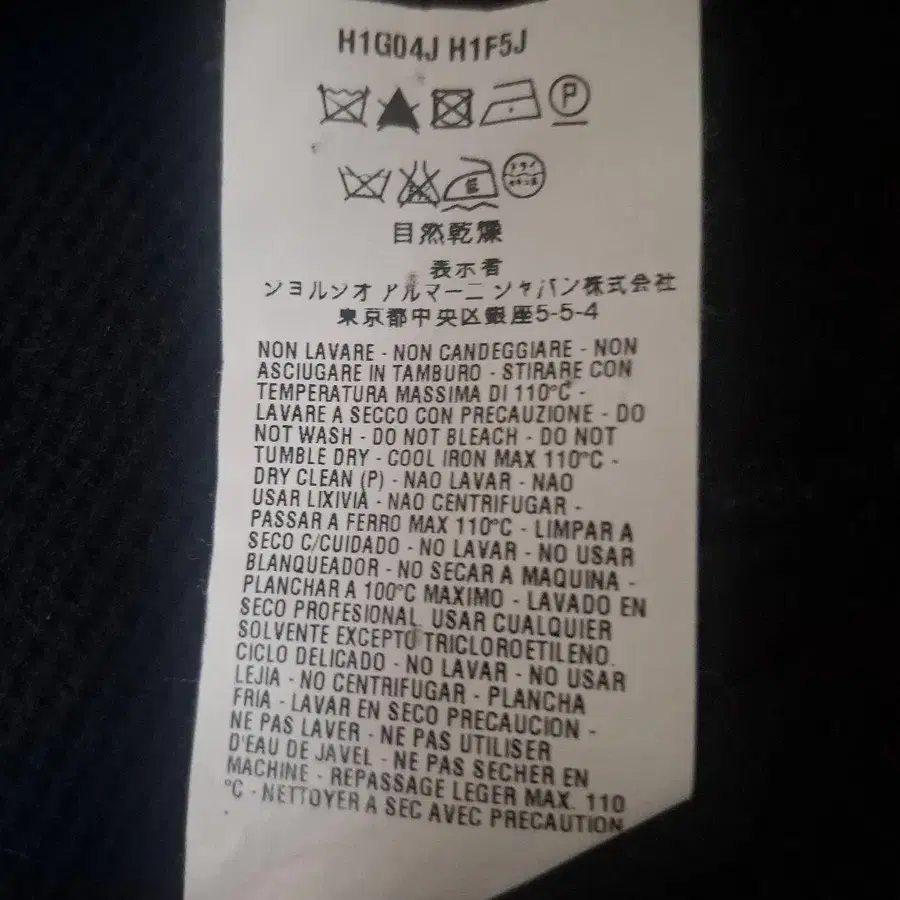 H1G04J H1F5J
P
ドライ
自然乾燥
表示者
ジョルジオ アルマーニ ジャパン株式会社
東京都中央区銀座5-5-4
NON LAVARE - NON CANDEGGIARE - NON
ASCIUGARE IN TAMBURO - STIRARE CON
TEMPERATURA MASSIMA DI 110°C -
LAVARE A SECCO CON PRECAUZIONE - DO
NOT WASH - DO NOT BLEACH - DO NOT
TUMBLE DRY - COOL IRON MAX 110°C -
DRY CLEAN (P) - NAO LAVAR - NAO
USAR LIXIVIA - NAO CENTRIFUGAR -
PASSAR A FERRO MAX 110°C - LIMPAR A
SECO C/CUIDADO - NO LAVAR - NO USAR
BLANQUEADOR - NO SECAR A MAQUINA -
PLANCHAR A 100°C MAXIMO - LAVADO EN
SECO PROFESIONAL. USAR CUALQUIER
SOLVENTE EXCEPTO TRICLOROETILENO.
CICLO DELICADO - NO LAVAR - NO USAR
LEJIA - NO CENTRIFUGAR - PLANCHA
FRIA - LAVAR EN SECO PRECAUCION -
NE PAS LAVER - NE PAS UTILISER
D'EAU DE JAVEL - NE PAS SECHER EN
MACHINE - REPASSAGE LEGER MAX. 110
°C - NETTOYER A SEC AVEC PRECAUTION